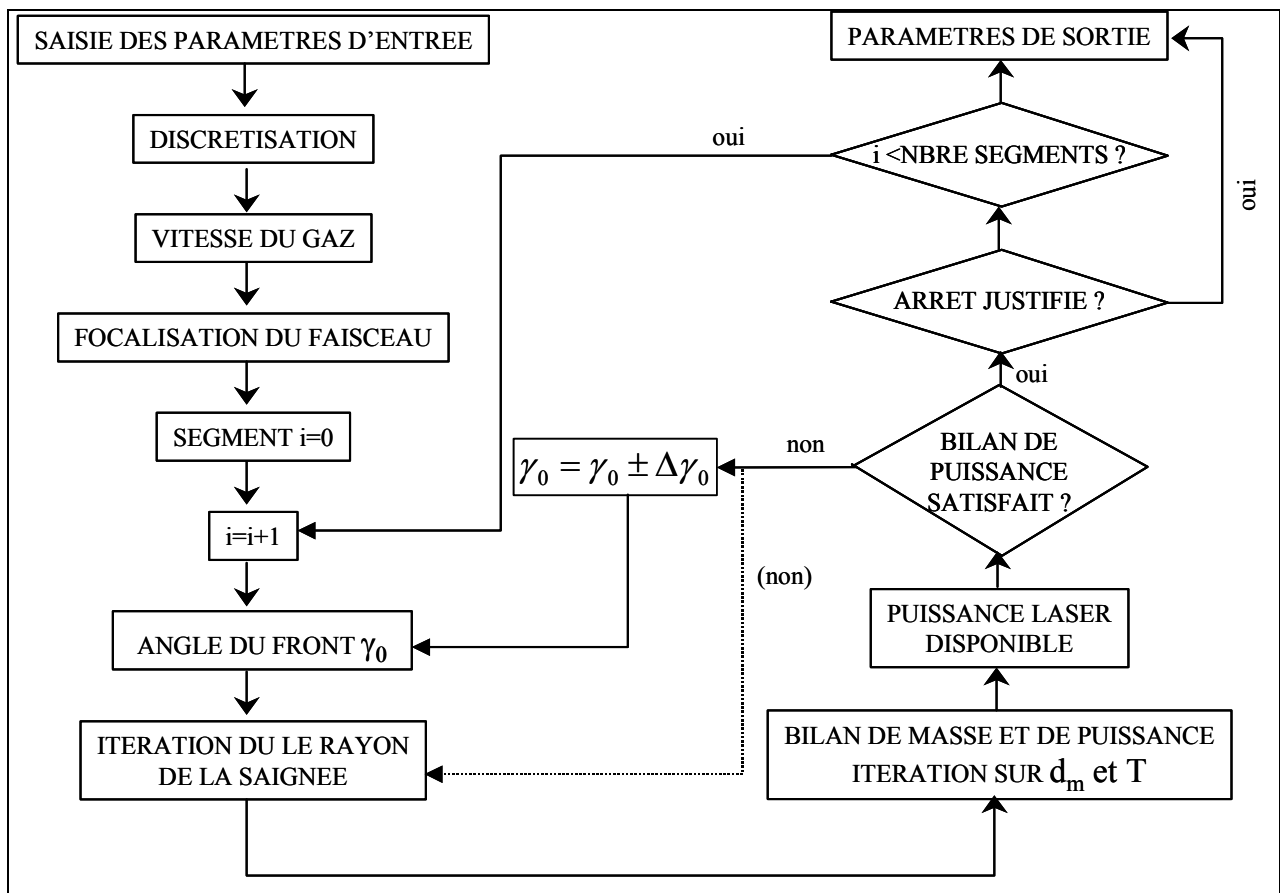 SAISIE DES PARAMETRES D'ENTREE
DISCRETISATION
VITESSE DU GAZ
FOCALISATION DU FAISCEAU
SEGMENT i=0
i=i+1
ANGLE DU FRONT γ₀
ITERATION DU LE RAYON
DE LA SAIGNEE
γ₀ = γ₀ ± Δγ₀
PARAMETRES DE SORTIE
oui
i <NBRE SEGMENTS ?
oui
ARRET JUSTIFIE ?
oui
non
BILAN DE
PUISSANCE
SATISFAIT ?
(non)
PUISSANCE LASER
DISPONIBLE
BILAN DE MASSE ET DE PUISSANCE
ITERATION SUR dₘ et T